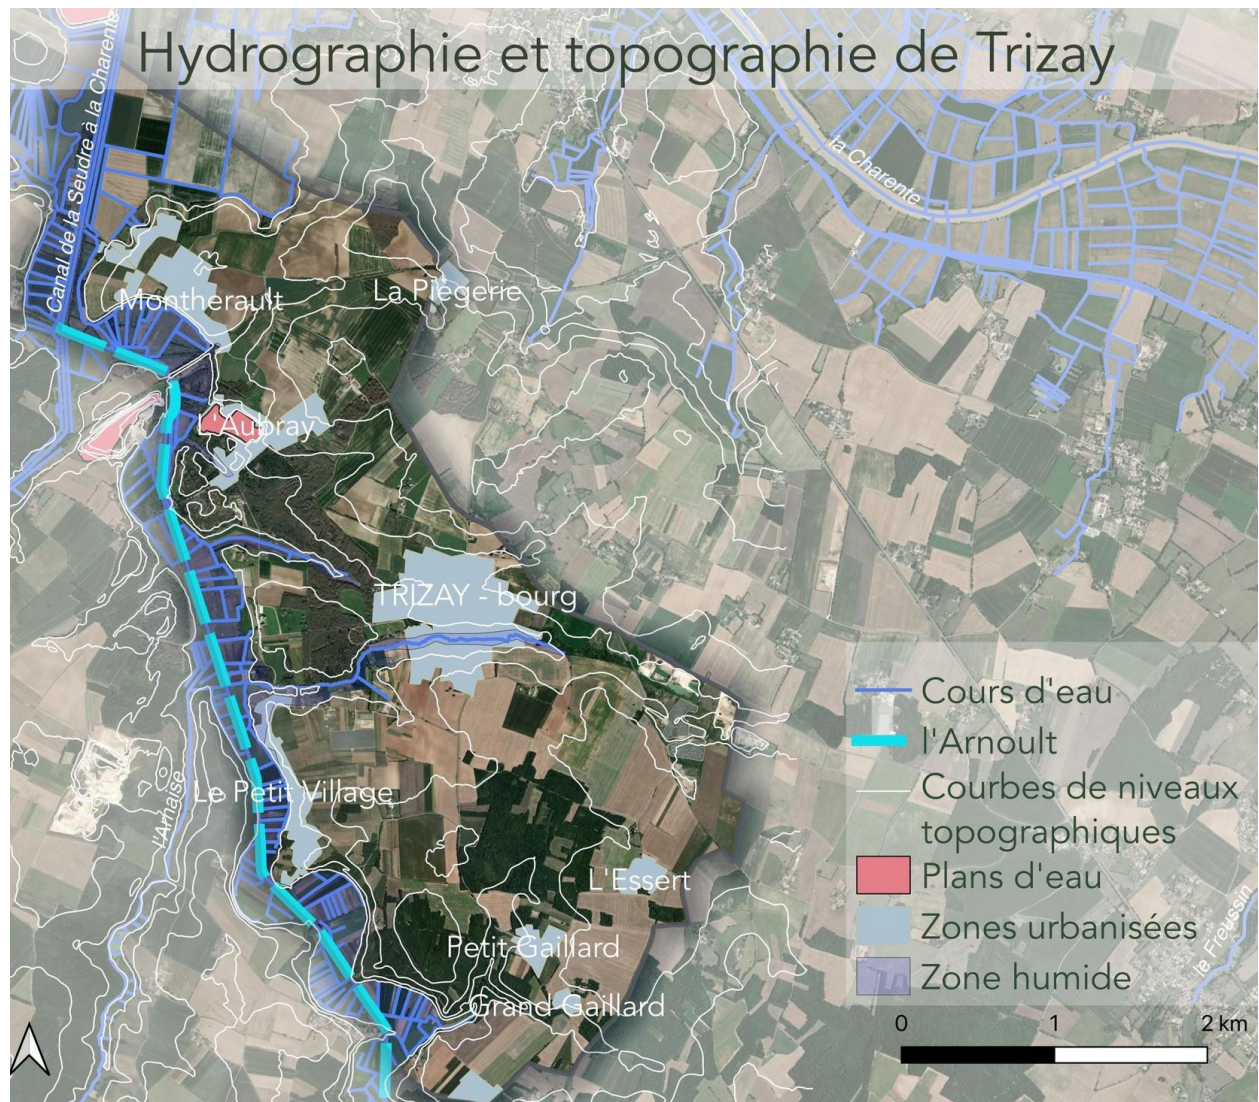 Hydrographie et topographie de Trizay
Canal de la Seudre à la Charente
la Charente
Montherault
La Piègerie
L'Aubray
TRIZAY - bourg
l'Arnaise
Le Petit Village
L'Essert
Petit Gaillard
Grand Gaillard
le Freussin
Cours d'eau
l'Arnoult
Courbes de niveaux
topographiques
Plans d'eau
Zones urbanisées
Zone humide
0 1 2 km